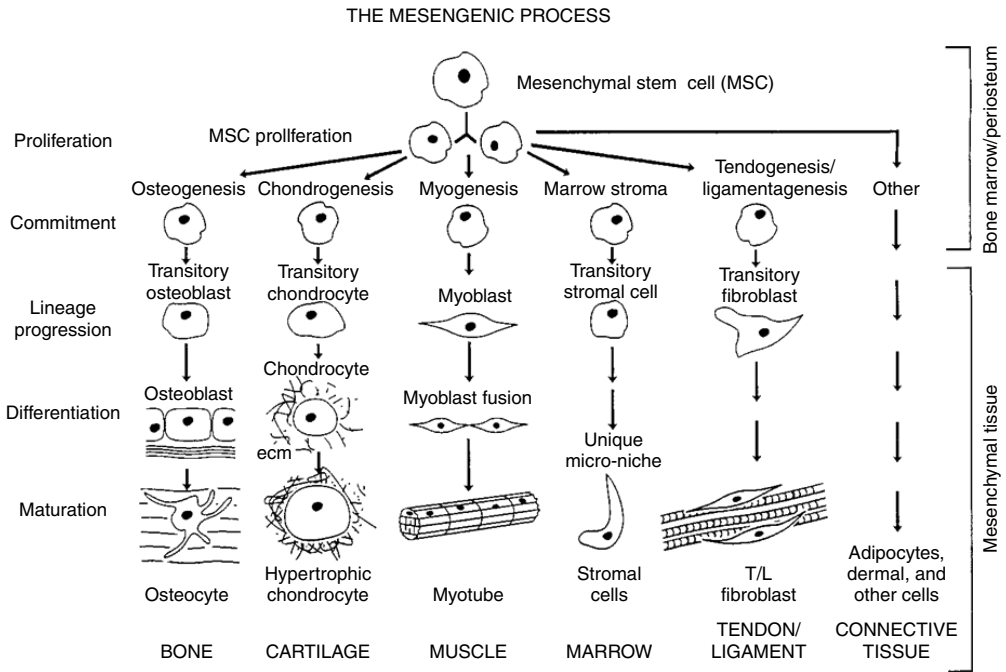 THE MESENGENIC PROCESS
Mesenchymal stem cell (MSC)
Bone marrow/periosteum
Proliferation
MSC prollferation
Osteogenesis
Chondrogenesis
Myogenesis
Marrow stroma
Tendogenesis/
ligamentagenesis
Other
Commitment
Transitory
osteoblast
Transitory
chondrocyte
Myoblast
Transitory
stromal cell
Transitory
fibroblast
Lineage
progression
Chondrocyte
Osteoblast
Myoblast fusion
Differentiation
ecm
Unique
micro-niche
Mesenchymal tissue
Maturation
Osteocyte
Hypertrophic
chondrocyte
Myotube
Stromal
cells
T/L
fibroblast
Adipocytes,
dermal, and
other cells
BONE
CARTILAGE
MUSCLE
MARROW
TENDON/
LIGAMENT
CONNECTIVE
TISSUE